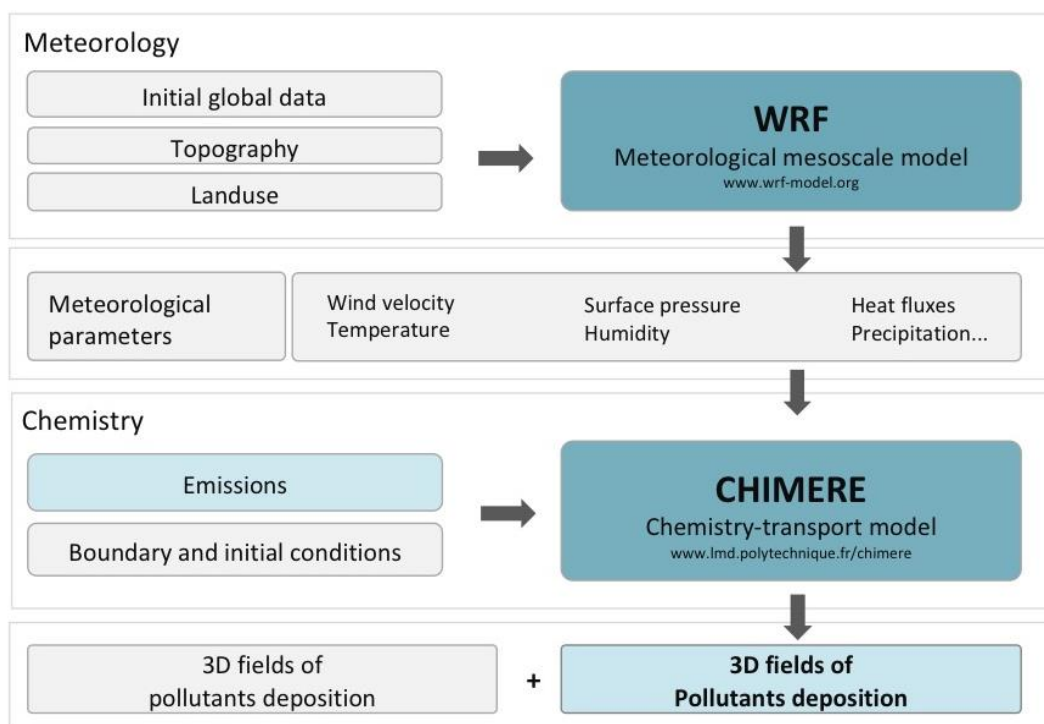 Meteorology
Initial global data
Topography
Landuse
WRF
Meteorological mesoscale model
www.wrf-model.org
Meteorological
parameters
Wind velocity
Temperature
Surface pressure
Humidity
Heat fluxes
Precipitation...
Chemistry
Emissions
Boundary and initial conditions
CHIMERE
Chemistry-transport model
www.lmd.polytechnique.fr/chimere
3D fields of
pollutants deposition
+
3D fields of
Pollutants deposition